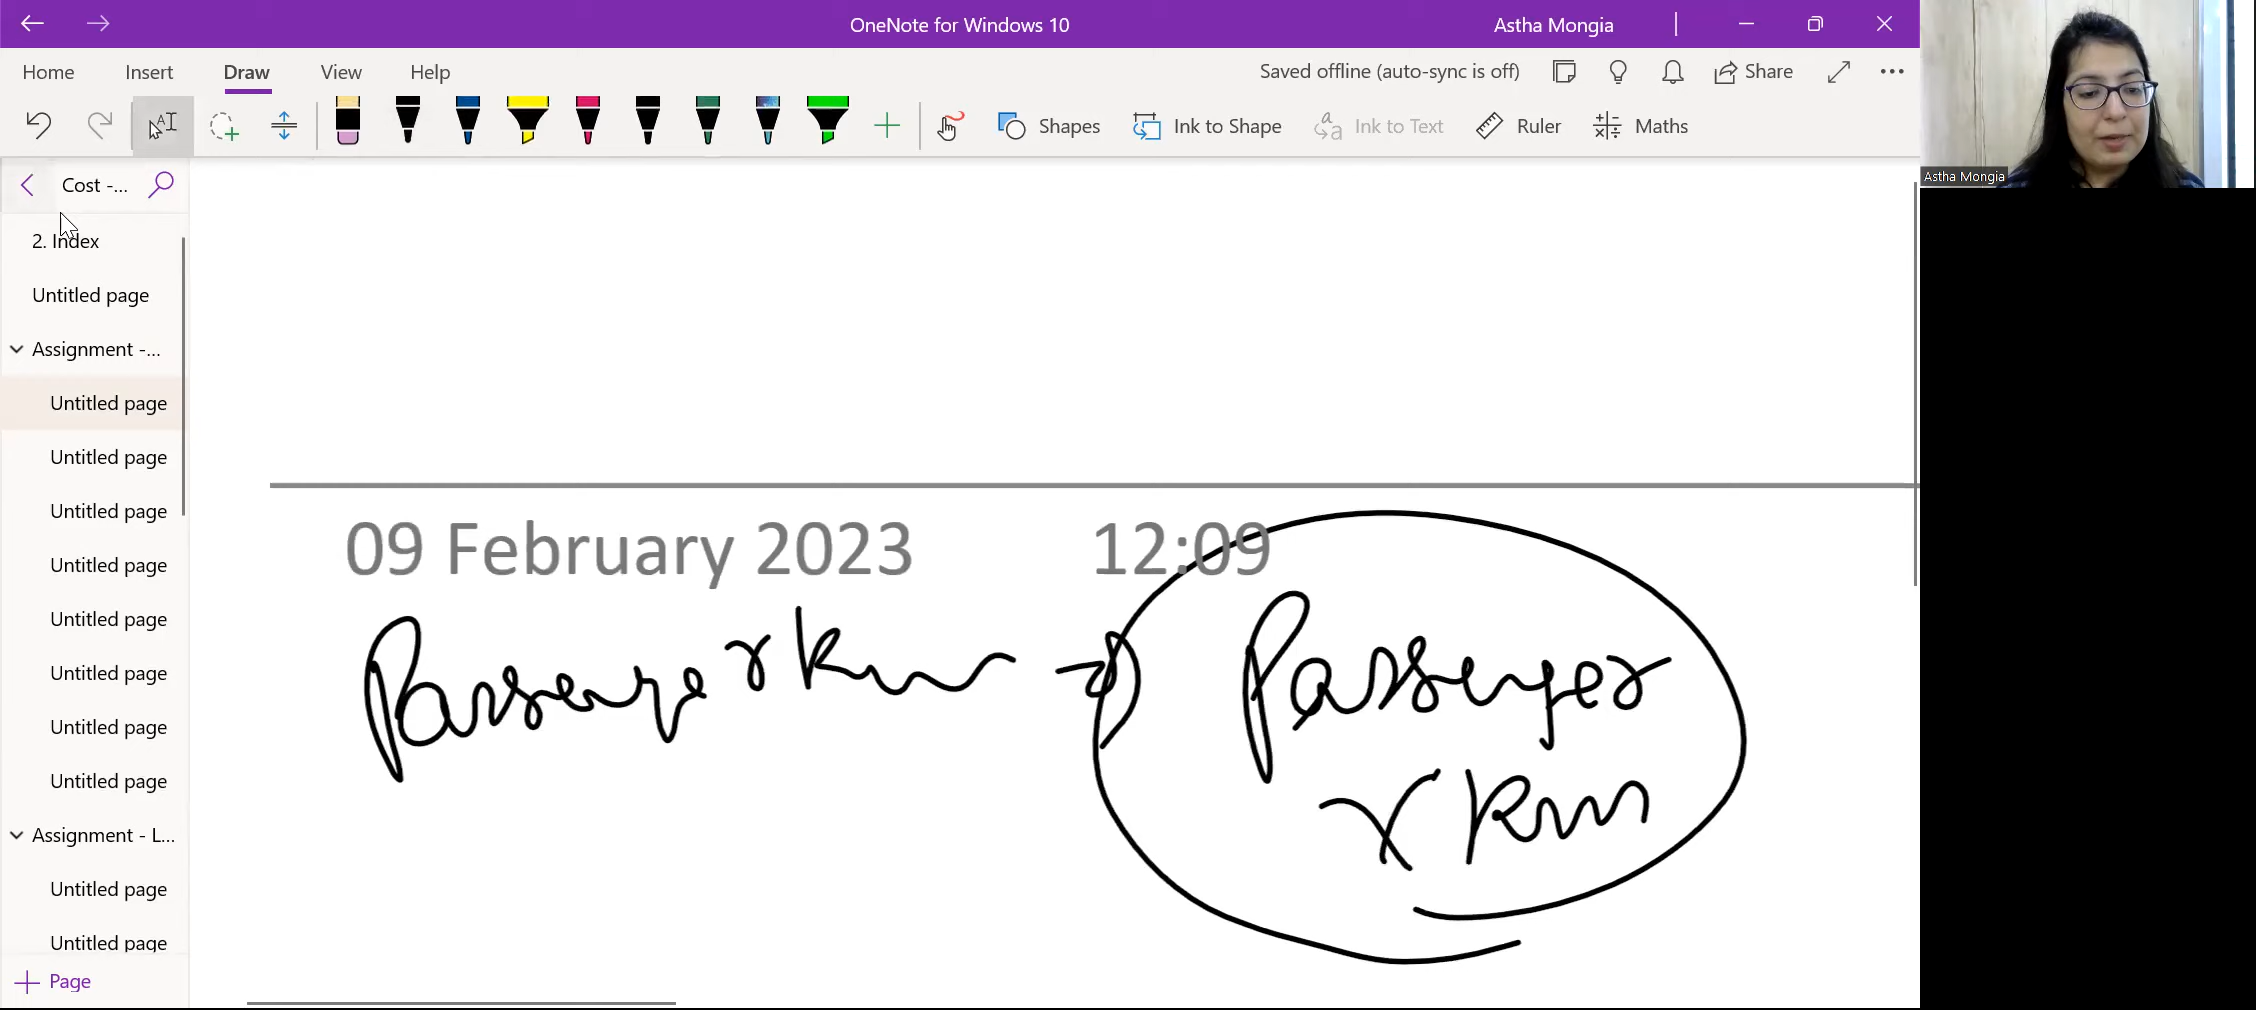 OneNote for Windows 10
Astha Mongia
Home Insert Draw View Help
Saved offline (auto-sync is off)
Share
Shapes
Ink to Shape
Ink to Text
Ruler
Maths
Astha Mongia
Cost -...
2. Index
Untitled page
Assignment -...
Untitled page
Untitled page
Untitled page
Untitled page
Untitled page
Untitled page
Untitled page
Untitled page
Assignment - L...
Untitled page
Untitled page
Page
09 February 2023 12:09
Passenger km → Passenger
x km